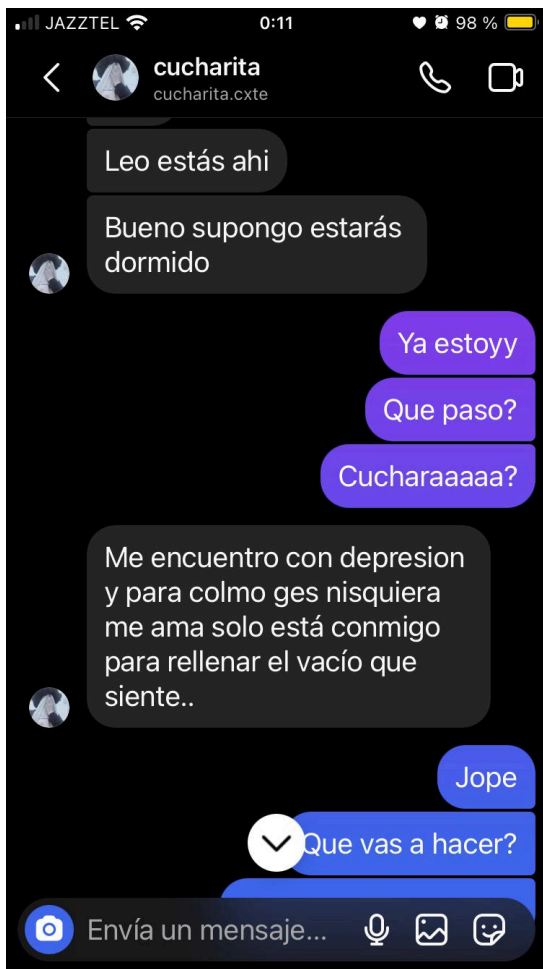 JAZZTEL 0:11 98 %
cucharita
cucharita.cxte
Leo estás ahi
Bueno supongo estarás
dormido
Ya estoyy
Que paso?
Cucharaaaaa?
Me encuentro con depresion
y para colmo ges nisquiera
me ama solo está conmigo
para rellenar el vacío que
siente..
Jope
Que vas a hacer?
Envía un mensaje...